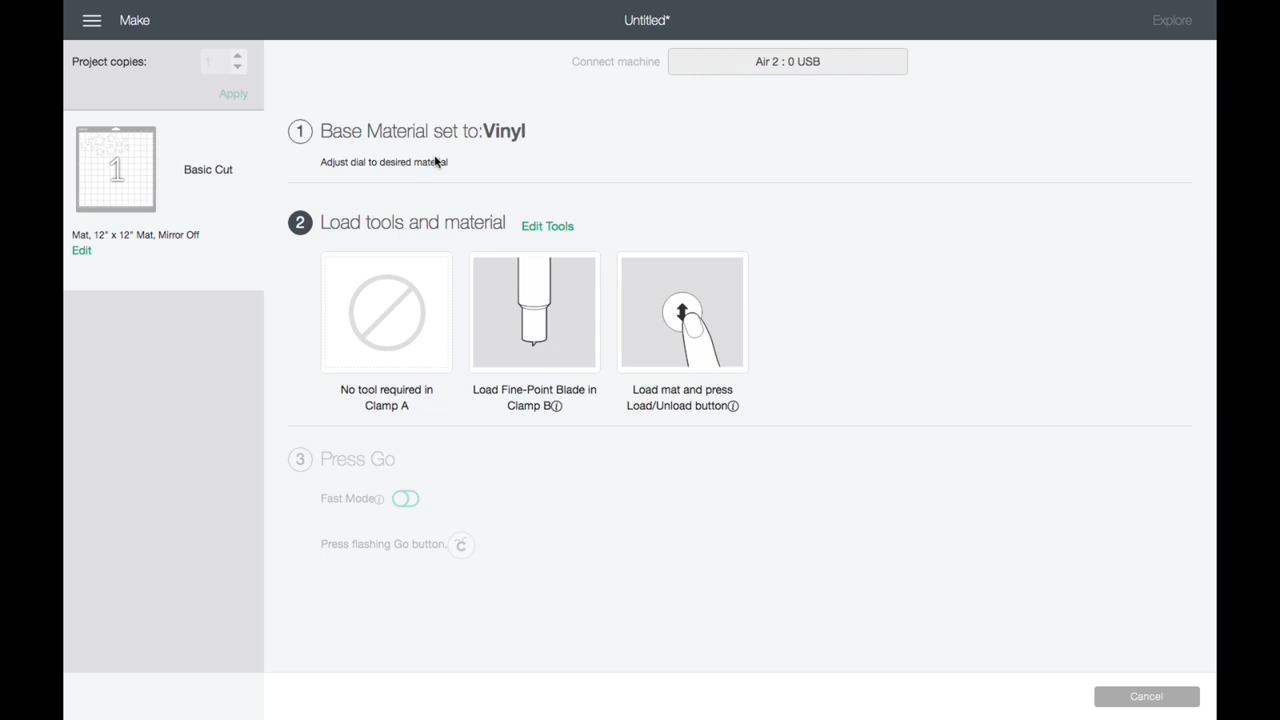 Make
Untitled*
Explore
Project copies:
1
Apply
Connect machine
Air 2 : 0 USB
1
Basic Cut
Mat, 12" x 12" Mat, Mirror Off
Edit
1 Base Material set to:Vinyl
Adjust dial to desired material
2 Load tools and material Edit Tools
No tool required in
Clamp A
Load Fine-Point Blade in
Clamp B
Load mat and press
Load/Unload button
3 Press Go
Fast Mode
Press flashing Go button.
Cancel